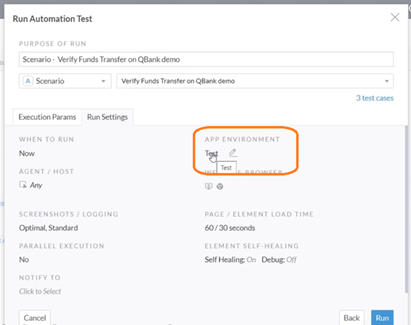 Run Automation Test
PURPOSE OF RUN
Scenario - Verify Funds Transfer on QBank demo
A Scenario
Verify Funds Transfer on QBank demo
3 test cases
Execution Params
Run Settings
WHEN TO RUN
Now
APP ENVIRONMENT
Test
Test
AGENT / HOST
Any
BROWSER
SCREENSHOTS / LOGGING
Optimal, Standard
PAGE / ELEMENT LOAD TIME
60 / 30 seconds
PARALLEL EXECUTION
No
ELEMENT SELF-HEALING
Self Healing: On Debug: Off
NOTIFY TO
Click to Select
Cancel
Back
Run